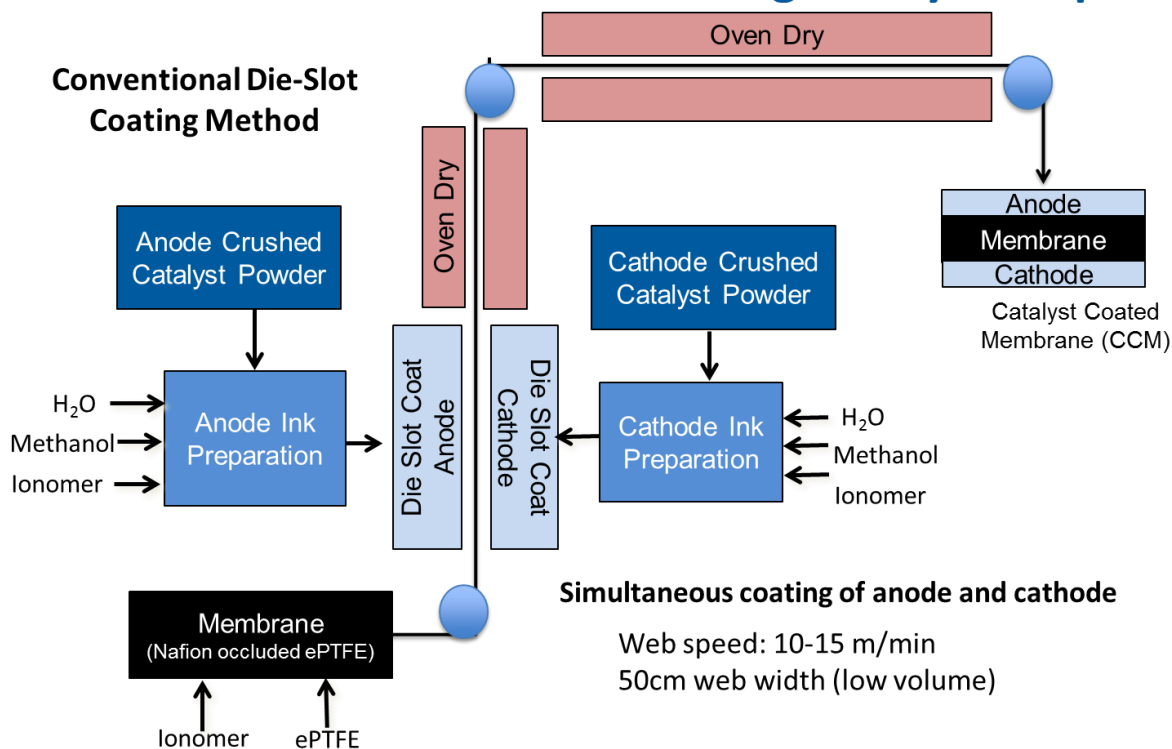 Oven Dry
Conventional Die-Slot
Coating Method
Oven Dry
Anode Crushed
Catalyst Powder
Cathode Crushed
Catalyst Powder
Anode
Membrane
Cathode
Catalyst Coated
Membrane (CCM)
H₂O
Methanol
Ionomer
Anode Ink
Preparation
Die Slot Coat
Anode
Die Slot Coat
Cathode
Cathode Ink
Preparation
H₂O
Methanol
Ionomer
Simultaneous coating of anode and cathode
Web speed: 10-15 m/min
50cm web width (low volume)
Membrane
(Nafion occluded ePTFE)
Ionomer
ePTFE